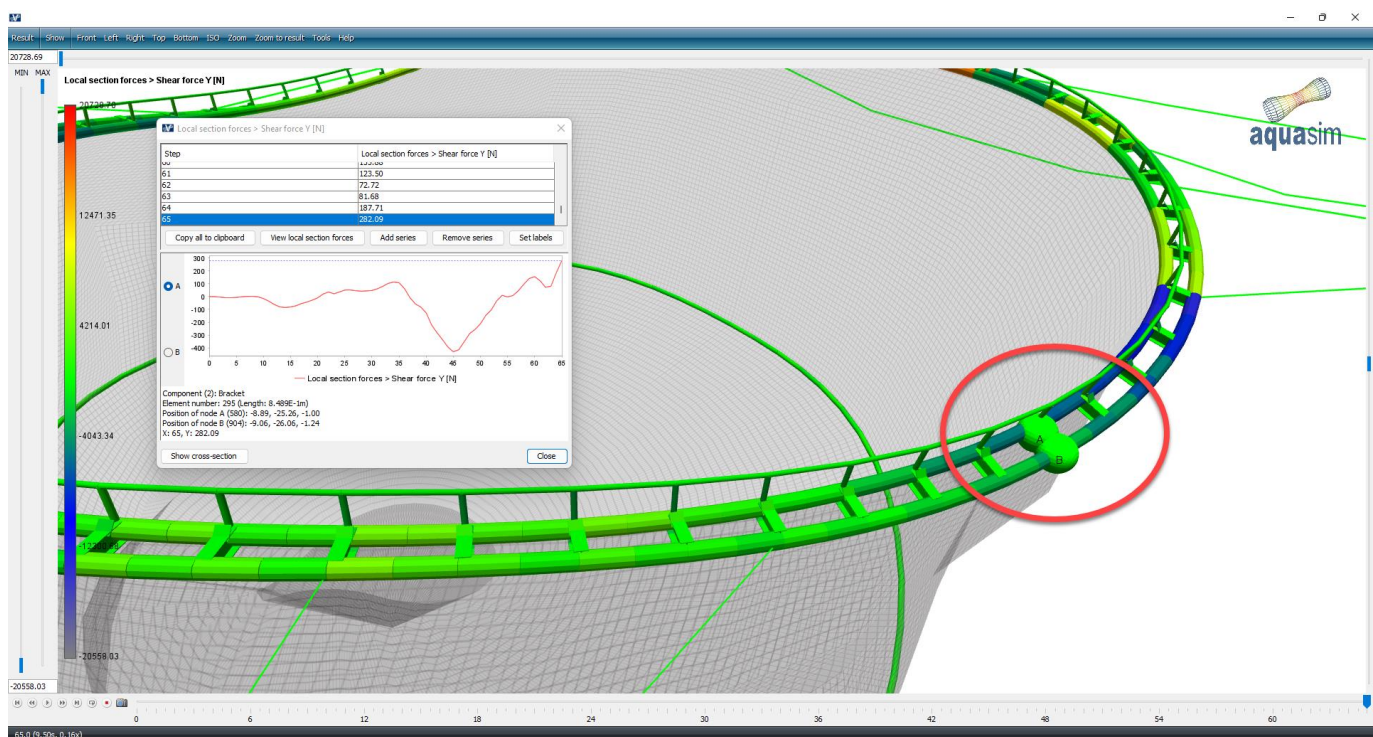 Result Show Front Left Right Top Bottom ISO Zoom Zoom to result Tools Help
20728.69
MIN MAX
Local section forces > Shear force Y [N]
12471.35
4214.01
-4043.34
-20558.03
-20558.03
aquasim
Local section forces > Shear force Y [N]
Step Local section forces > Shear force Y [N]
61 123.50
62 72.72
63 81.68
64 187.71
65 282.09
Copy all to clipboard View local section forces Add series Remove series Set labels
A
B
300
200
100
0
-100
-200
-300
-400
0 5 10 15 20 25 30 35 40 45 50 55 60 65
Local section forces > Shear force Y [N]
Component (2): Bracket
Element number: 295 (Length: 8.489E-1m)
Position of node A (580): -8.89, -25.26, -1.00
Position of node B (904): -9.06, -26.06, -1.24
X: 65, Y: 282.09
Show cross-section Close
A
B
0 6 12 18 24 30 36 42 48 54 60
65.0 (9.50s, 0.16x)